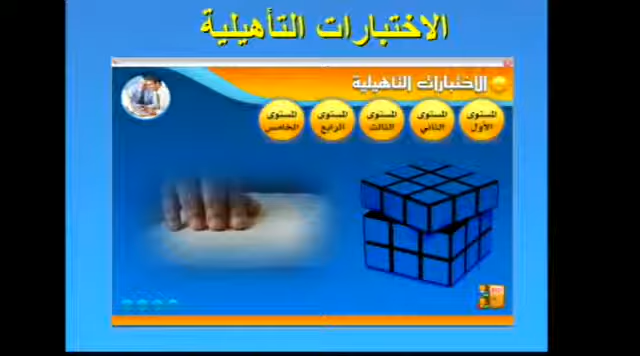 الاختبارات التأهيلية
الاختبارات التأهيلية
المستوى الأول
المستوى الثاني
المستوى الثالث
المستوى الرابع
المستوى الخامس